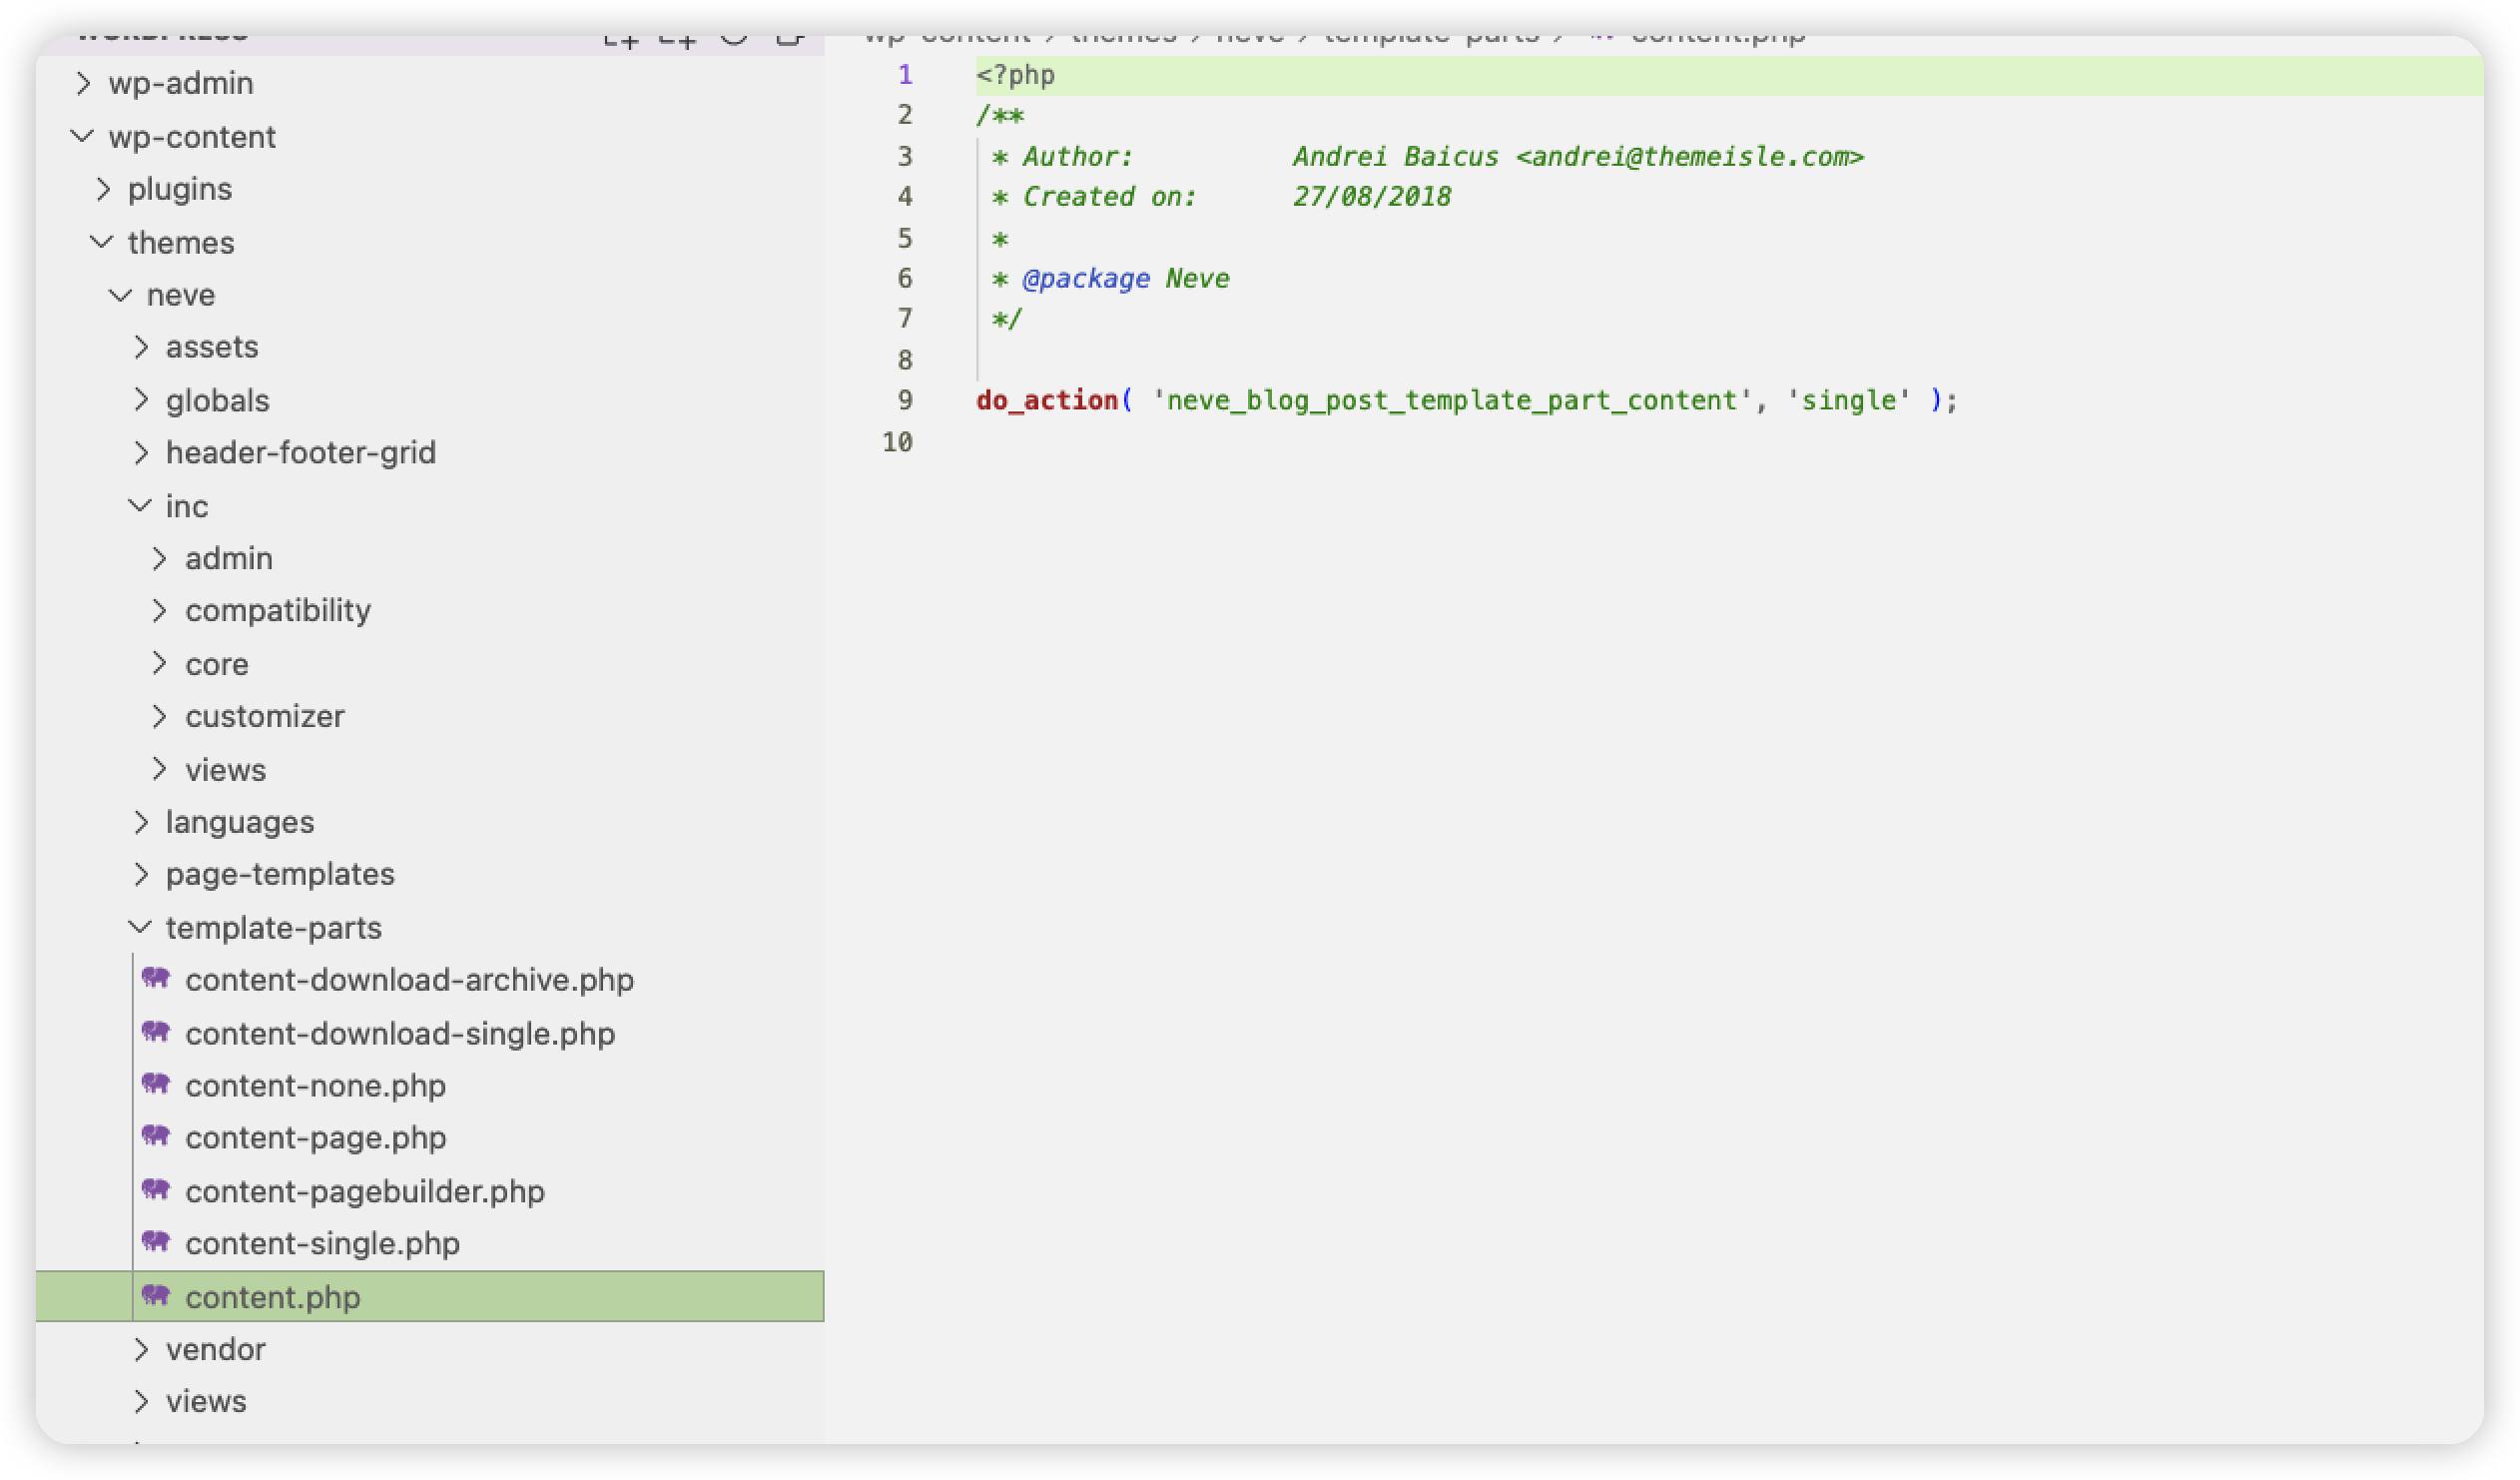 WORDPRESS
wp-admin
wp-content
plugins
themes
neve
assets
globals
header-footer-grid
inc
admin
compatibility
core
customizer
views
languages
page-templates
template-parts
content-download-archive.php
content-download-single.php
content-none.php
content-page.php
content-pagebuilder.php
content-single.php
content.php
vendor
views
wp-content > themes > neve > template-parts > content.php
1 <?php
2 /**
3 * Author: Andrei Baicus <andrei@themeisle.com>
4 * Created on: 27/08/2018
5 *
6 * @package Neve
7 */
8
9 do_action( 'neve_blog_post_template_part_content', 'single' );
10